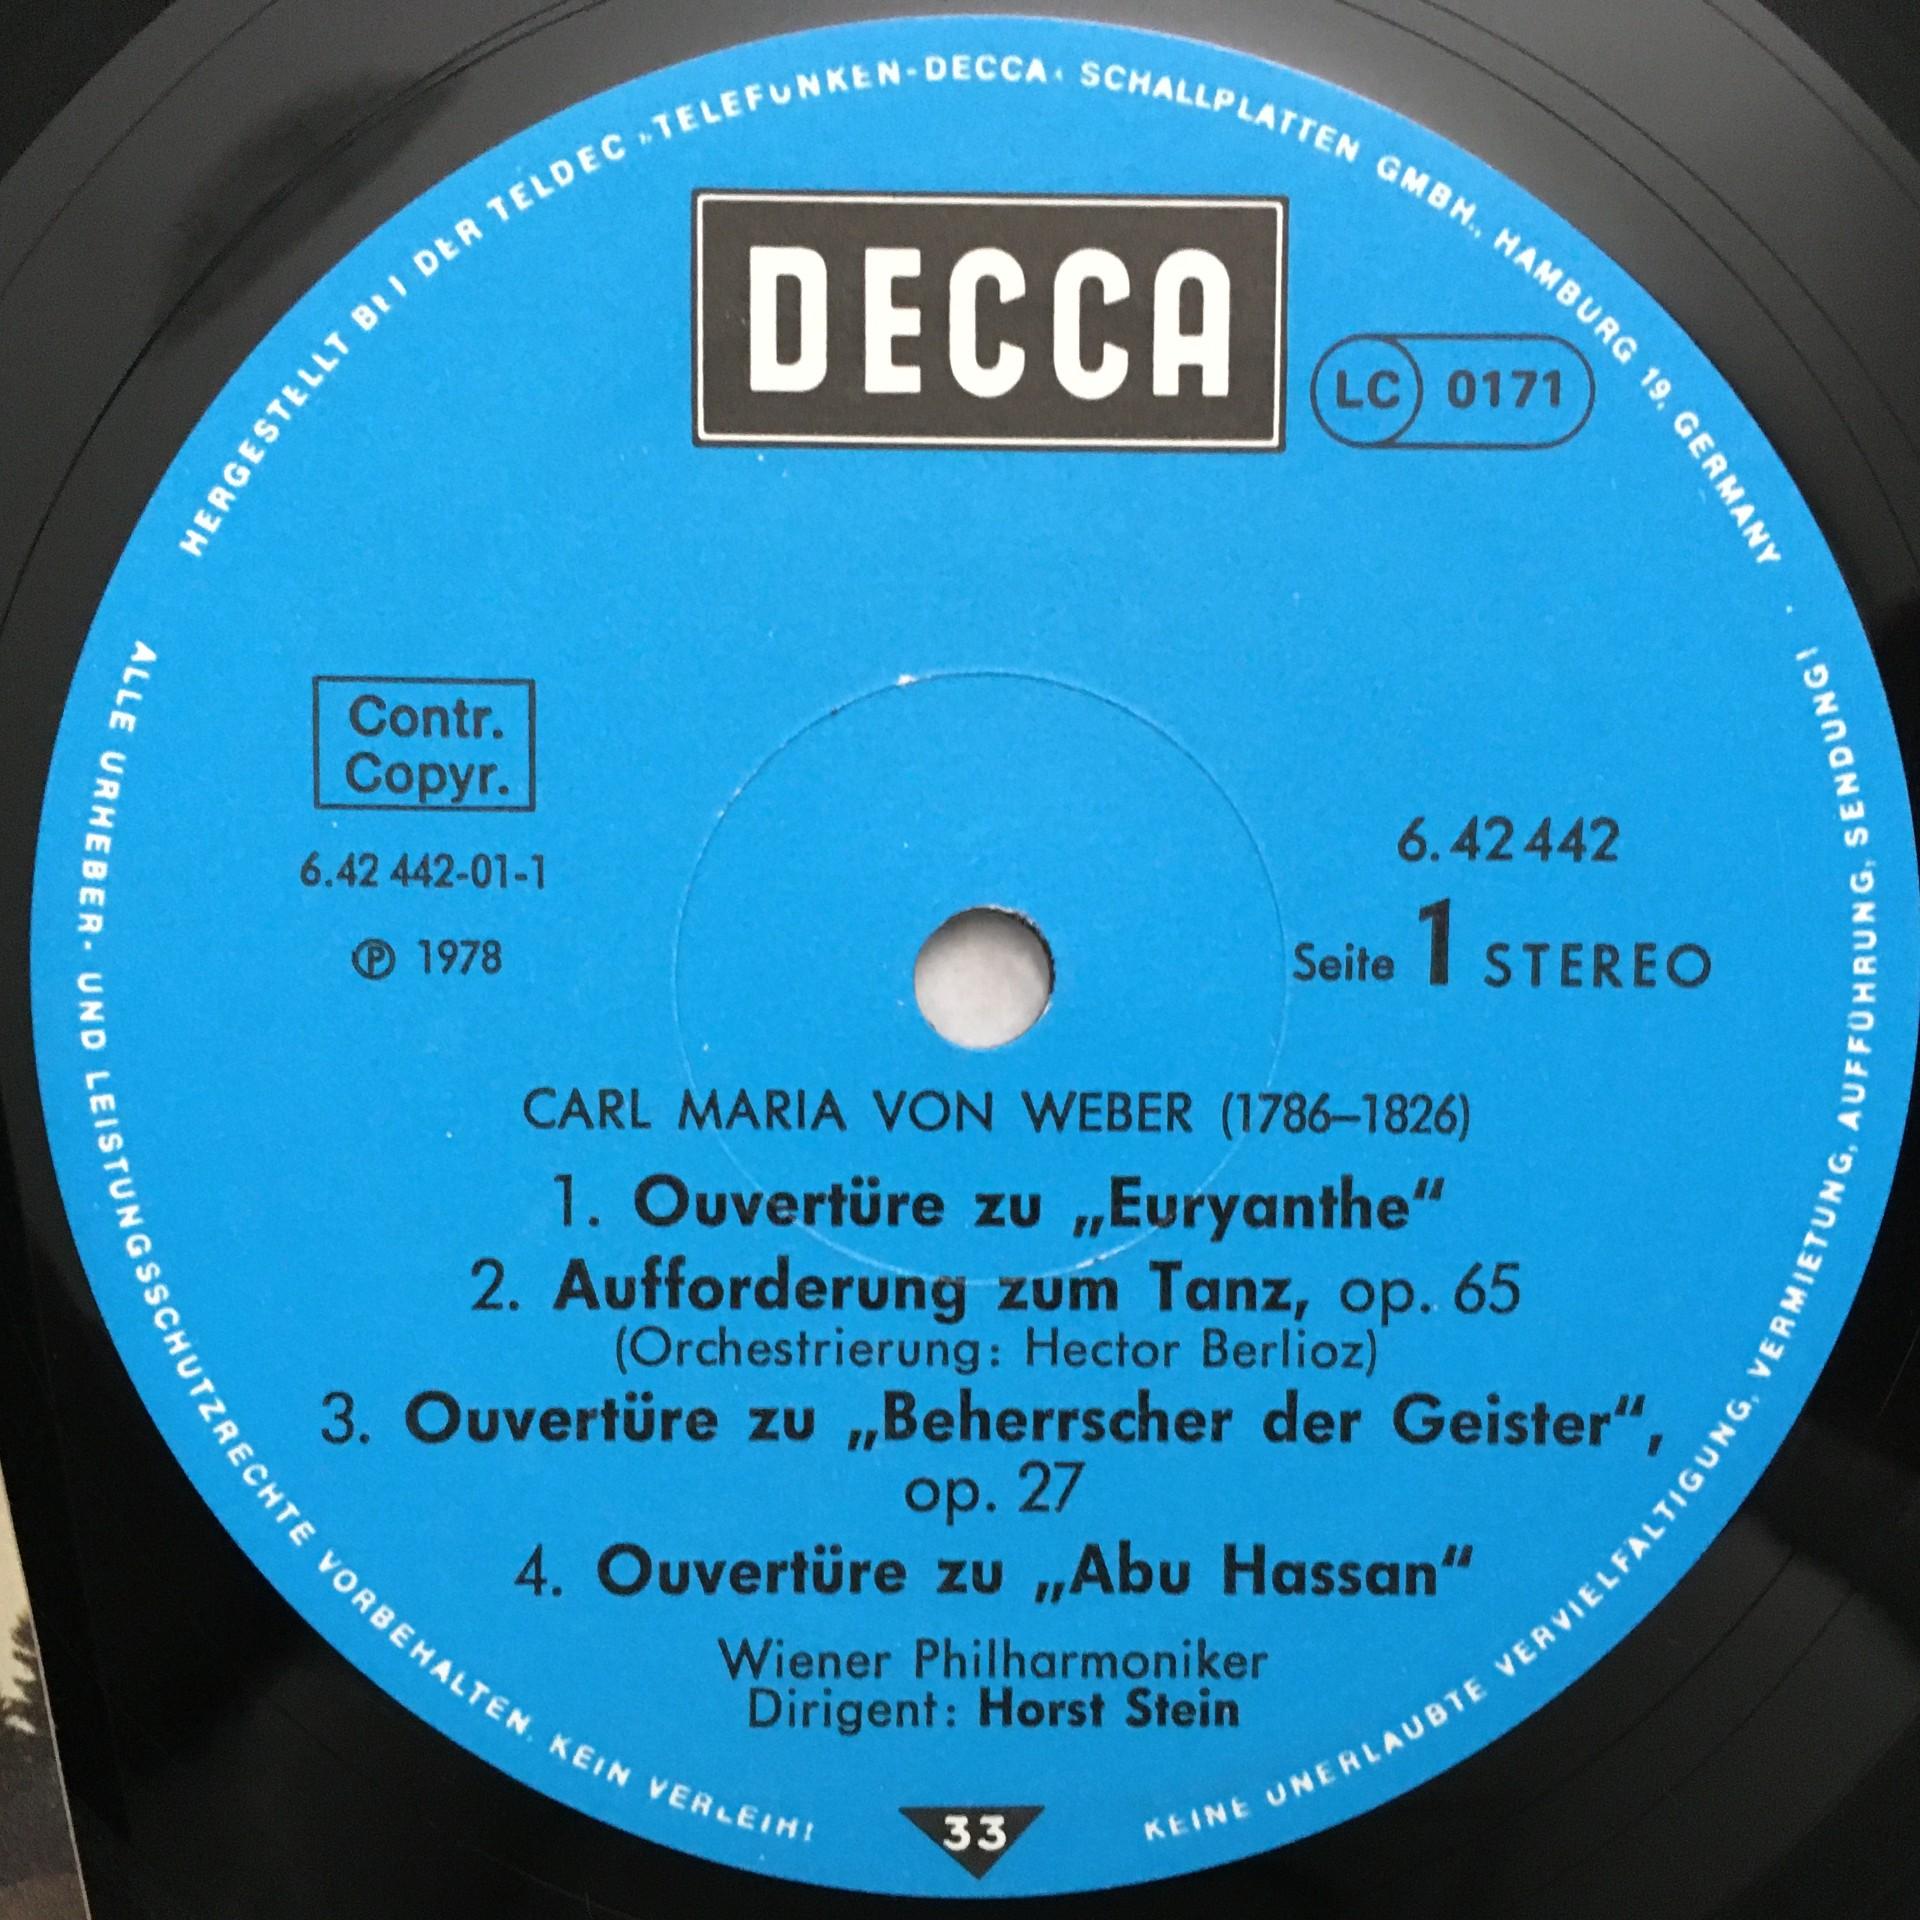 HERGESTELLT BEI DER TELDEC „TELEFUNKEN-DECCA‹ SCHALLPLATTEN GMBH., HAMBURG 19, GERMANY ·
DECCA
LC 0171
Contr.
Copyr.
6.42 442-01-1
Ⓟ 1978
6.42442
Seite 1 STEREO
CARL MARIA VON WEBER (1786–1826)
1. Ouvertüre zu „Euryanthe“
2. Aufforderung zum Tanz, op. 65
(Orchestrierung: Hector Berlioz)
3. Ouvertüre zu „Beherrscher der Geister“,
op. 27
4. Ouvertüre zu „Abu Hassan“
Wiener Philharmoniker
Dirigent: Horst Stein
33
ALLE URHEBER- UND LEISTUNGSSCHUTZRECHTE VORBEHALTEN. KEIN VERLEIH!
KEINE UNERLAUBTE VERVIELFÄLTIGUNG, VERMIETUNG, AUFFÜHRUNG, SENDUNG!